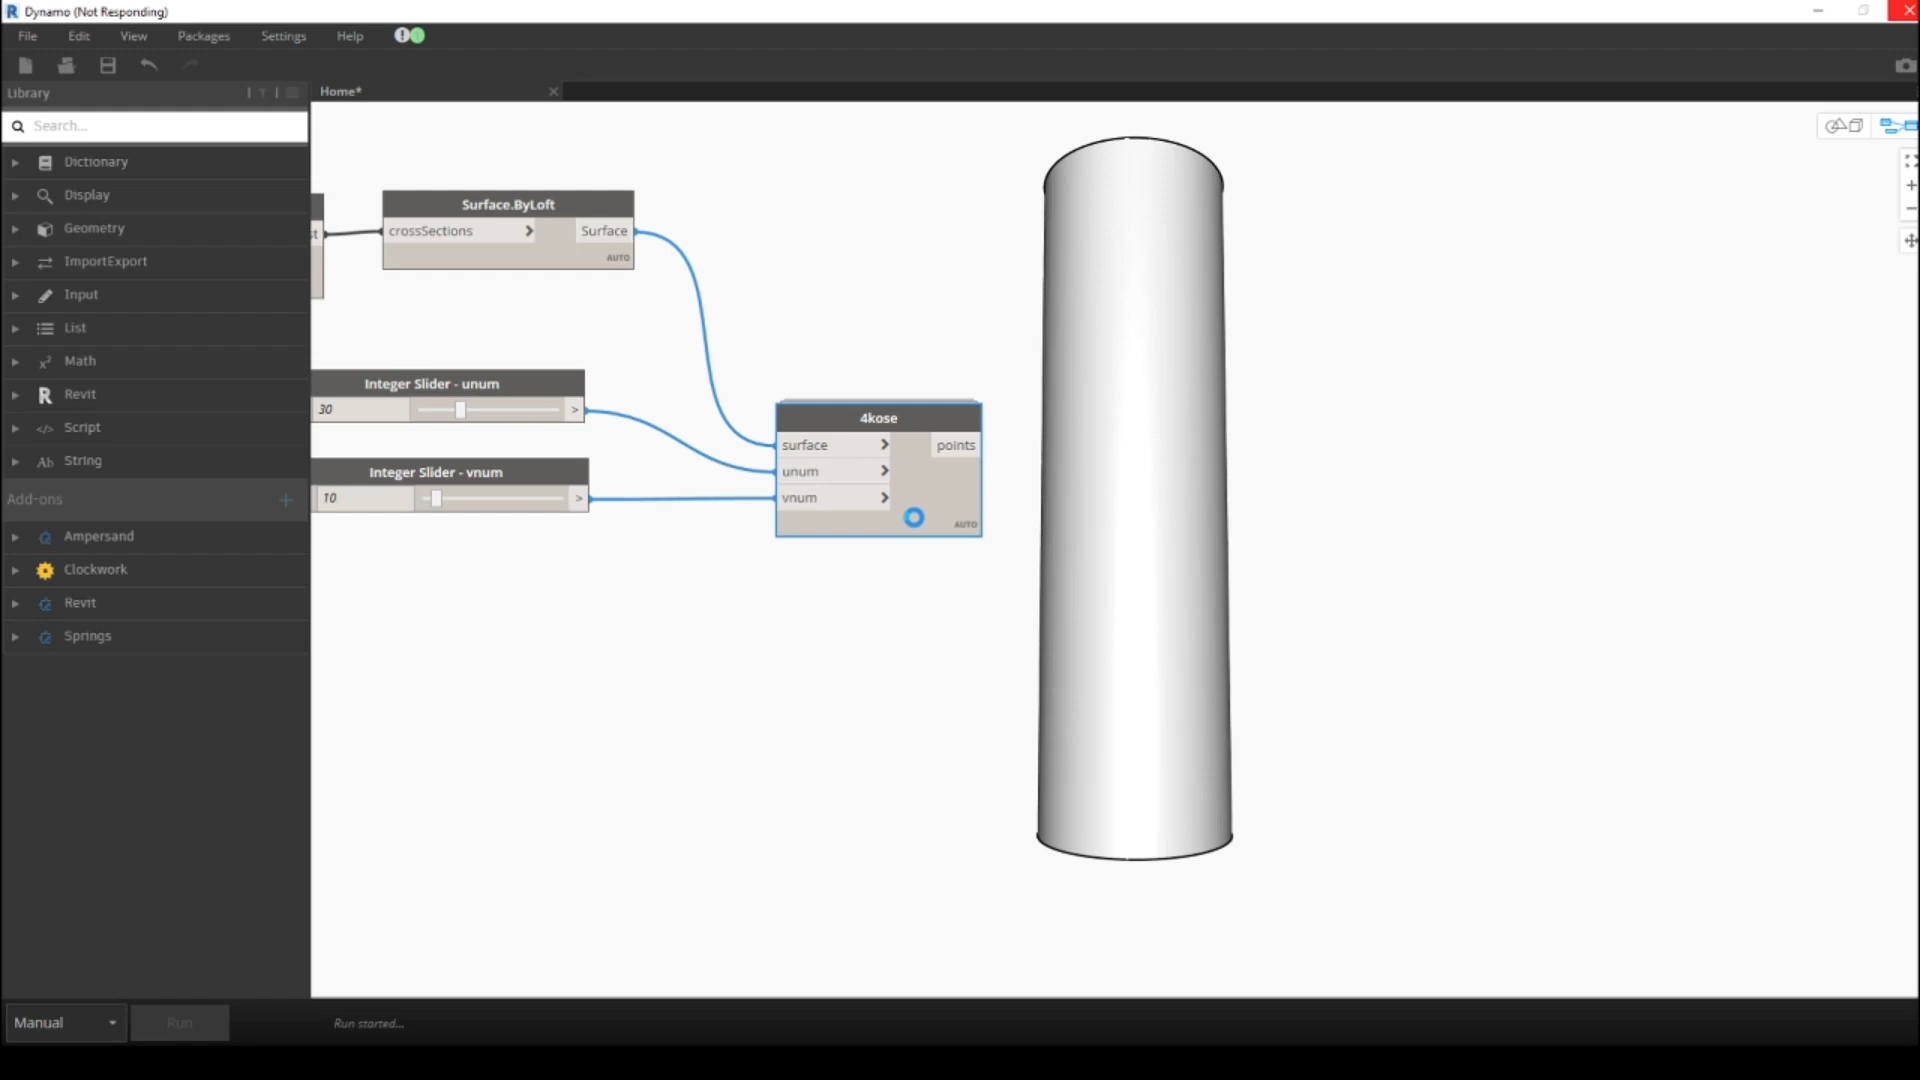 Dynamo (Not Responding)
File Edit View Packages Settings Help
Library
Home*
Search...
Dictionary
Display
Geometry
ImportExport
Input
List
Math
Revit
Script
String
Add-ons
Ampersand
Clockwork
Revit
Springs
st
Surface.ByLoft
crossSections > Surface
AUTO
Integer Slider - unum
30 >
Integer Slider - vnum
10 >
4kose
surface > points
unum >
vnum >
AUTO
Manual Run Run started...